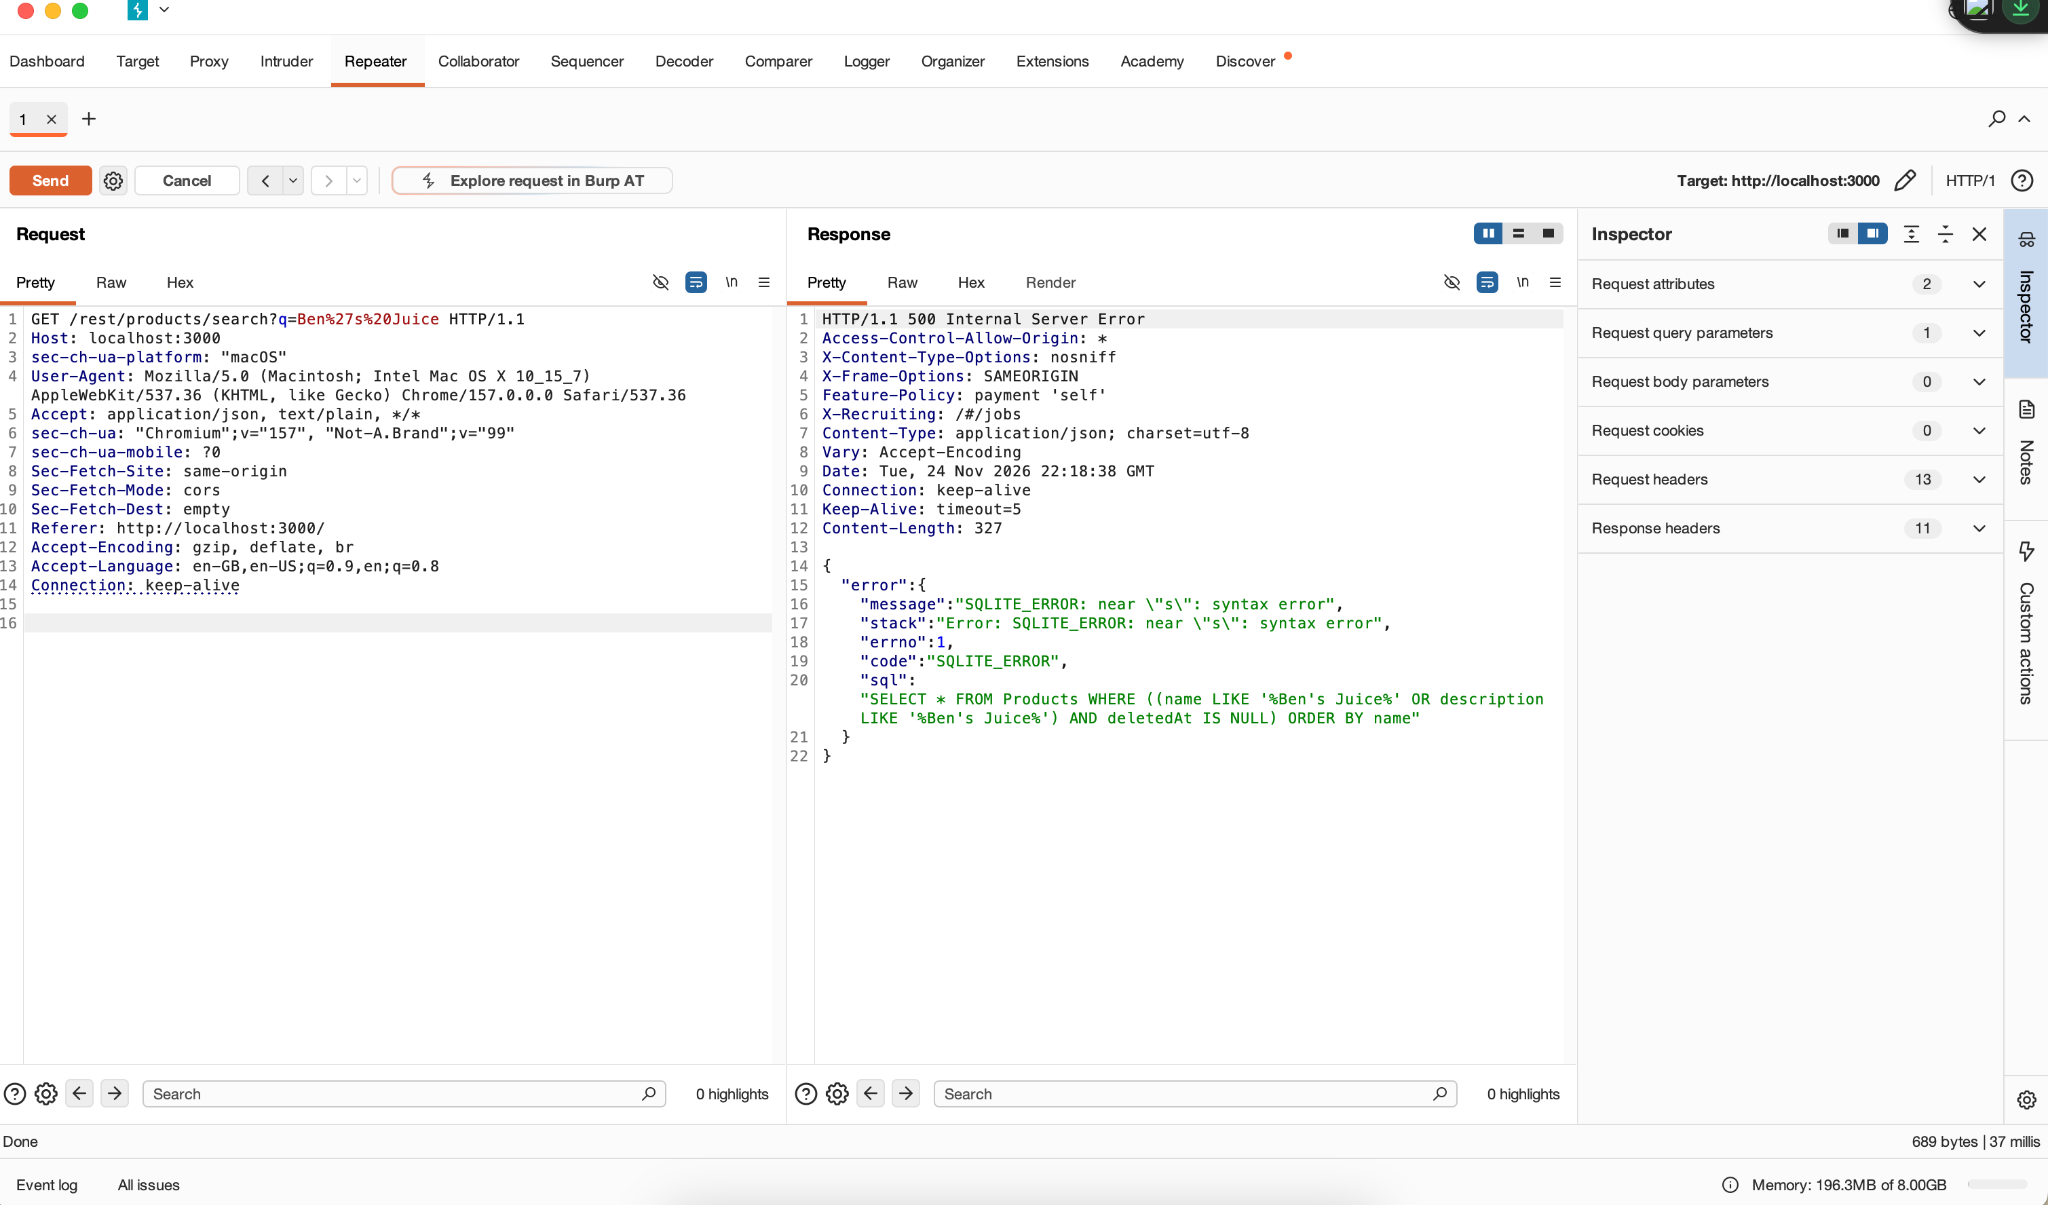 Dashboard Target Proxy Intruder Repeater Collaborator Sequencer Decoder Comparer Logger Organizer Extensions Academy Discover
1
Send Cancel Explore request in Burp AT Target: http://localhost:3000 HTTP/1
Request
Pretty Raw Hex \n
1 GET /rest/products/search?q=Ben%27s%20Juice HTTP/1.1
2 Host: localhost:3000
3 sec-ch-ua-platform: "macOS"
4 User-Agent: Mozilla/5.0 (Macintosh; Intel Mac OS X 10_15_7)
AppleWebKit/537.36 (KHTML, like Gecko) Chrome/157.0.0.0 Safari/537.36
5 Accept: application/json, text/plain, */*
6 sec-ch-ua: "Chromium";v="157", "Not-A.Brand";v="99"
7 sec-ch-ua-mobile: ?0
8 Sec-Fetch-Site: same-origin
9 Sec-Fetch-Mode: cors
10 Sec-Fetch-Dest: empty
11 Referer: http://localhost:3000/
12 Accept-Encoding: gzip, deflate, br
13 Accept-Language: en-GB,en-US;q=0.9,en;q=0.8
14 Connection: keep-alive
15
16
Search 0 highlights
Response
Pretty Raw Hex Render \n
1 HTTP/1.1 500 Internal Server Error
2 Access-Control-Allow-Origin: *
3 X-Content-Type-Options: nosniff
4 X-Frame-Options: SAMEORIGIN
5 Feature-Policy: payment 'self'
6 X-Recruiting: /#/jobs
7 Content-Type: application/json; charset=utf-8
8 Vary: Accept-Encoding
9 Date: Tue, 24 Nov 2026 22:18:38 GMT
10 Connection: keep-alive
11 Keep-Alive: timeout=5
12 Content-Length: 327
13
14 {
15 "error":{
16 "message":"SQLITE_ERROR: near \"s\": syntax error",
17 "stack":"Error: SQLITE_ERROR: near \"s\": syntax error",
18 "errno":1,
19 "code":"SQLITE_ERROR",
20 "sql":
"SELECT * FROM Products WHERE ((name LIKE '%Ben's Juice%' OR description
LIKE '%Ben's Juice%') AND deletedAt IS NULL) ORDER BY name"
21 }
22 }
Search 0 highlights
Inspector
Request attributes 2
Request query parameters 1
Request body parameters 0
Request cookies 0
Request headers 13
Response headers 11
Inspector
Notes
Custom actions
Done 689 bytes | 37 millis
Event log All issues Memory: 196.3MB of 8.00GB